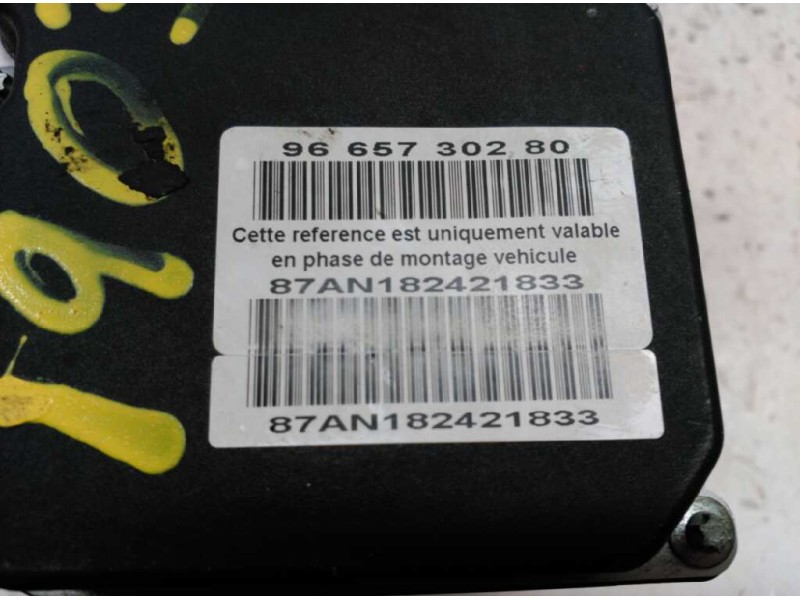 96 657 302 80
Cette reference est uniquement valable
en phase de montage vehicule
87AN182421833
87AN182421833